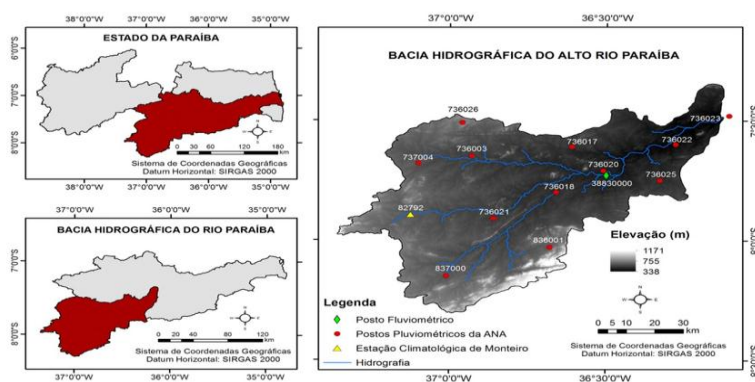 38°0'0"O 37°0'0"O 36°0'0"O 35°0'0"O
ESTADO DA PARAÍBA
6°0'0"S
7°0'0"S
8°0'0"S
0 30 60 120 180
km
Sistema de Coordenadas Geográficas
Datum Horizontal: SIRGAS 2000
38°0'0"O 37°0'0"O 36°0'0"O 35°0'0"O
37°0'0"O 36°0'0"O 35°0'0"O
BACIA HIDROGRÁFICA DO RIO PARAÍBA
7°0'0"S
8°0'0"S
0 20 40 80 120
km
Sistema de Coordenadas Geográficas
Datum Horizontal: SIRGAS 2000
37°0'0"O 36°0'0"O 35°0'0"O
37°0'0"O 36°30'0"O
BACIA HIDROGRÁFICA DO ALTO RIO PARAÍBA
736026
736023
736017
736022
736003
737004
736020
38830000
736025
736018
82792
736021
836001
837000
Elevação (m)
1171
755
338
Legenda
Posto Fluviométrico
Postos Pluviométricos da ANA
Estação Climatológica de Monteiro
Hidrografia
0 5 10 20 30
km
Sistema de Coordenadas Geográficas
Datum Horizontal: SIRGAS 2000
37°0'0"O 36°30'0"O